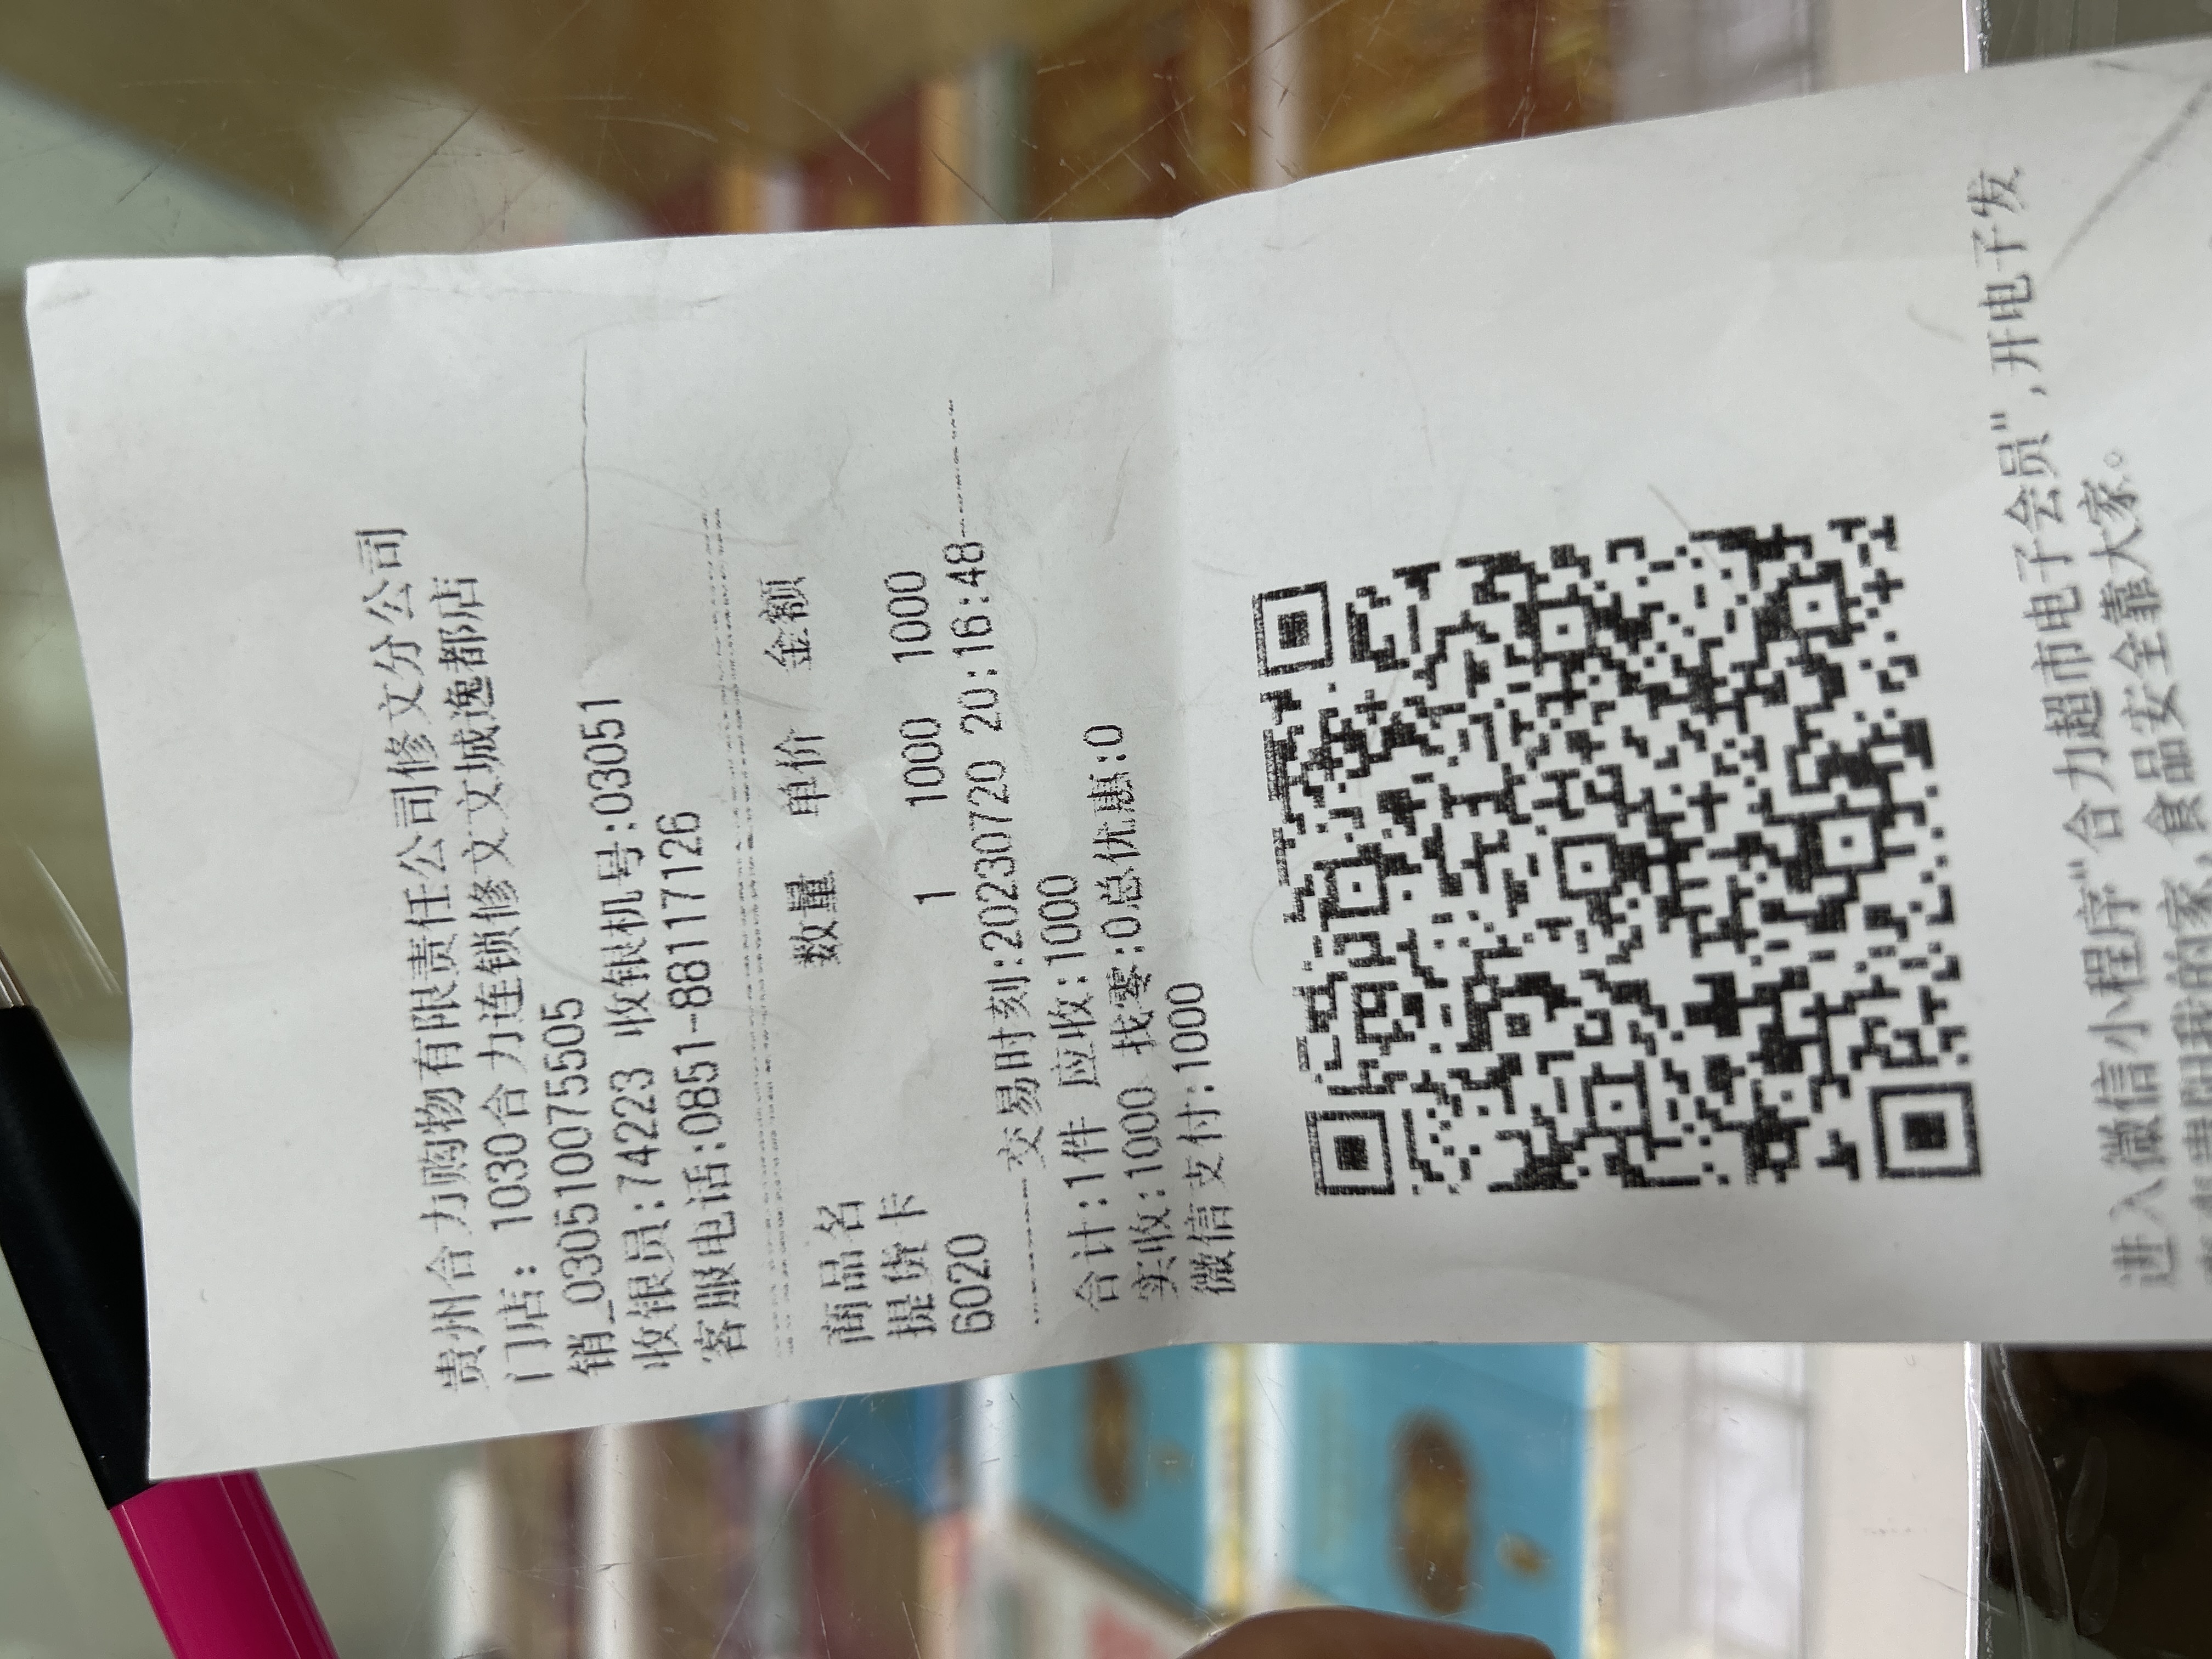 贵州合力购物有限责任公司修文分公司
门店: 1030合力连锁修文文城逸都店
销_0305100755​05
收银员:74223 收银机号:03051
客服电话:0851-88117126
商品名 数量 单价 金额
提货卡
6020 1 1000 1000
交易时刻:20230720 20:16:48
合计:1件 应收:1000
实收:1000 找零:0总优惠:0
微信支付:1000
进入微信小程序"合力超市电子会员",开电子发
贵阳我的家,食品安全靠大家。